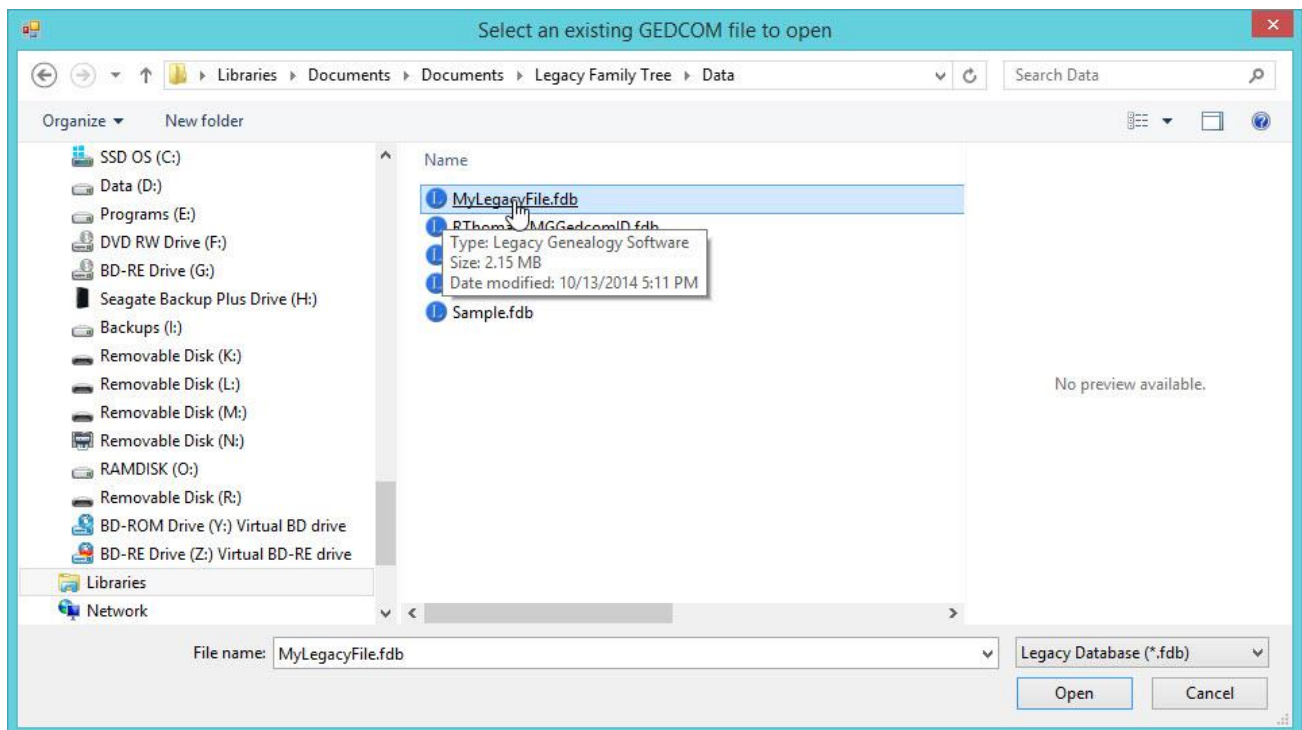 Select an existing GEDCOM file to open
Libraries Documents Documents Legacy Family Tree Data
Search Data
Organize New folder
SSD OS (C:)
Data (D:)
Programs (E:)
DVD RW Drive (F:)
BD-RE Drive (G:)
Seagate Backup Plus Drive (H:)
Backups (I:)
Removable Disk (K:)
Removable Disk (L:)
Removable Disk (M:)
Removable Disk (N:)
RAMDISK (O:)
Removable Disk (R:)
BD-ROM Drive (Y:) Virtual BD drive
BD-RE Drive (Z:) Virtual BD-RE drive
Libraries
Network
Name
MyLegacyFile.fdb
Type: Legacy Genealogy Software
Size: 2.15 MB
Date modified: 10/13/2014 5:11 PM
Sample.fdb
No preview available.
File name: MyLegacyFile.fdb
Legacy Database (*.fdb)
Open Cancel